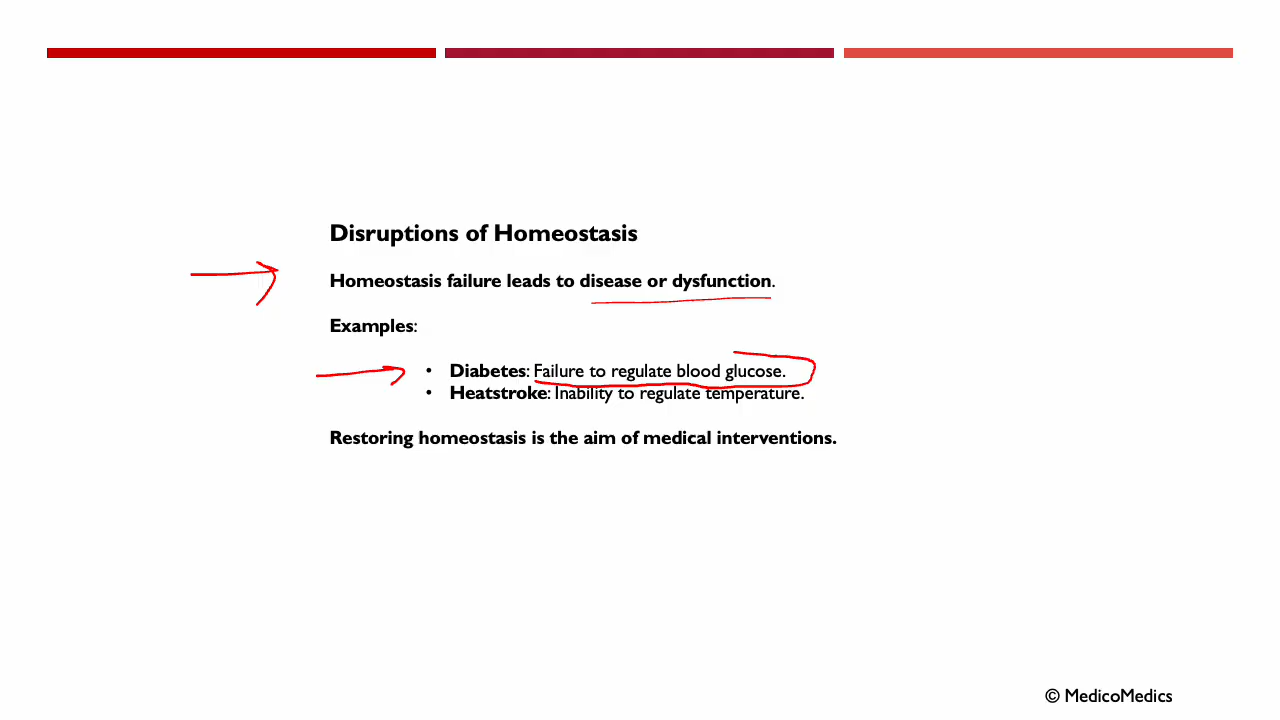 Disruptions of Homeostasis
Homeostasis failure leads to disease or dysfunction.
Examples:
• Diabetes: Failure to regulate blood glucose.
• Heatstroke: Inability to regulate temperature.
Restoring homeostasis is the aim of medical interventions.
© MedicoMedics